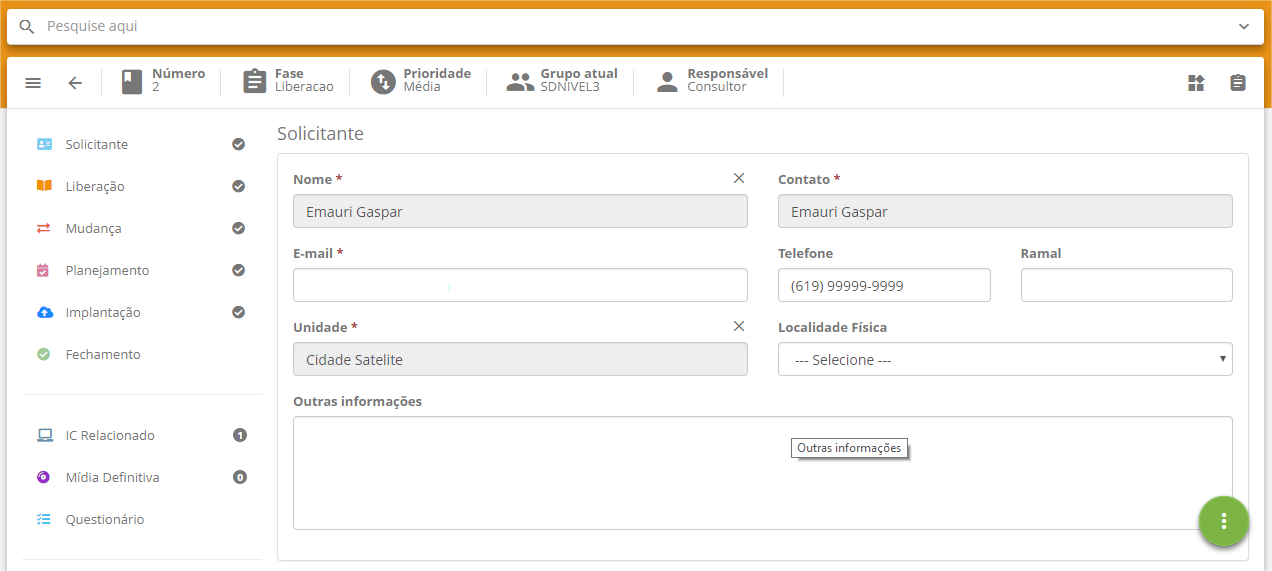 Pesquise aqui
Número
2
Fase
Liberacao
Prioridade
Média
Grupo atual
SDNIVEL3
Responsável
Consultor
Solicitante
Liberação
Mudança
Planejamento
Implantação
Fechamento
IC Relacionado 1
Mídia Definitiva 0
Questionário
Solicitante
Nome * Contato *
Emauri Gaspar Emauri Gaspar
E-mail * Telefone Ramal
(619) 99999-9999
Unidade * Localidade Física
Cidade Satelite --- Selecione ---
Outras informações
Outras informações